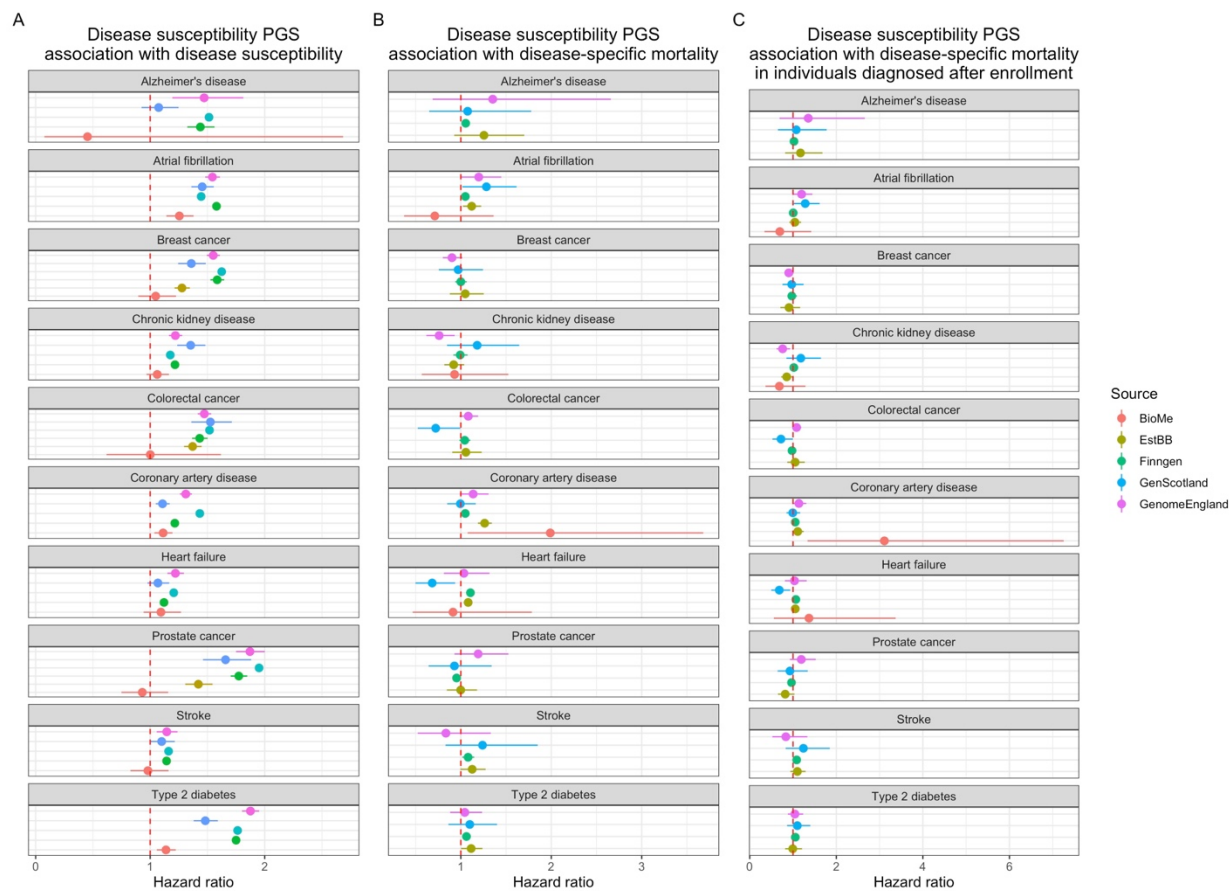 A
Disease susceptibility PGS
association with disease susceptibility
Alzheimer's disease
Atrial fibrillation
Breast cancer
Chronic kidney disease
Colorectal cancer
Coronary artery disease
Heart failure
Prostate cancer
Stroke
Type 2 diabetes
0
1
2
Hazard ratio
B
Disease susceptibility PGS
association with disease-specific mortality
Alzheimer's disease
Atrial fibrillation
Breast cancer
Chronic kidney disease
Colorectal cancer
Coronary artery disease
Heart failure
Prostate cancer
Stroke
Type 2 diabetes
1
2
3
Hazard ratio
C
Disease susceptibility PGS
association with disease-specific mortality
in individuals diagnosed after enrollment
Alzheimer's disease
Atrial fibrillation
Breast cancer
Chronic kidney disease
Colorectal cancer
Coronary artery disease
Heart failure
Prostate cancer
Stroke
Type 2 diabetes
0
2
4
6
Hazard ratio
Source
BioMe
EstBB
Finngen
GenScotland
GenomeEngland